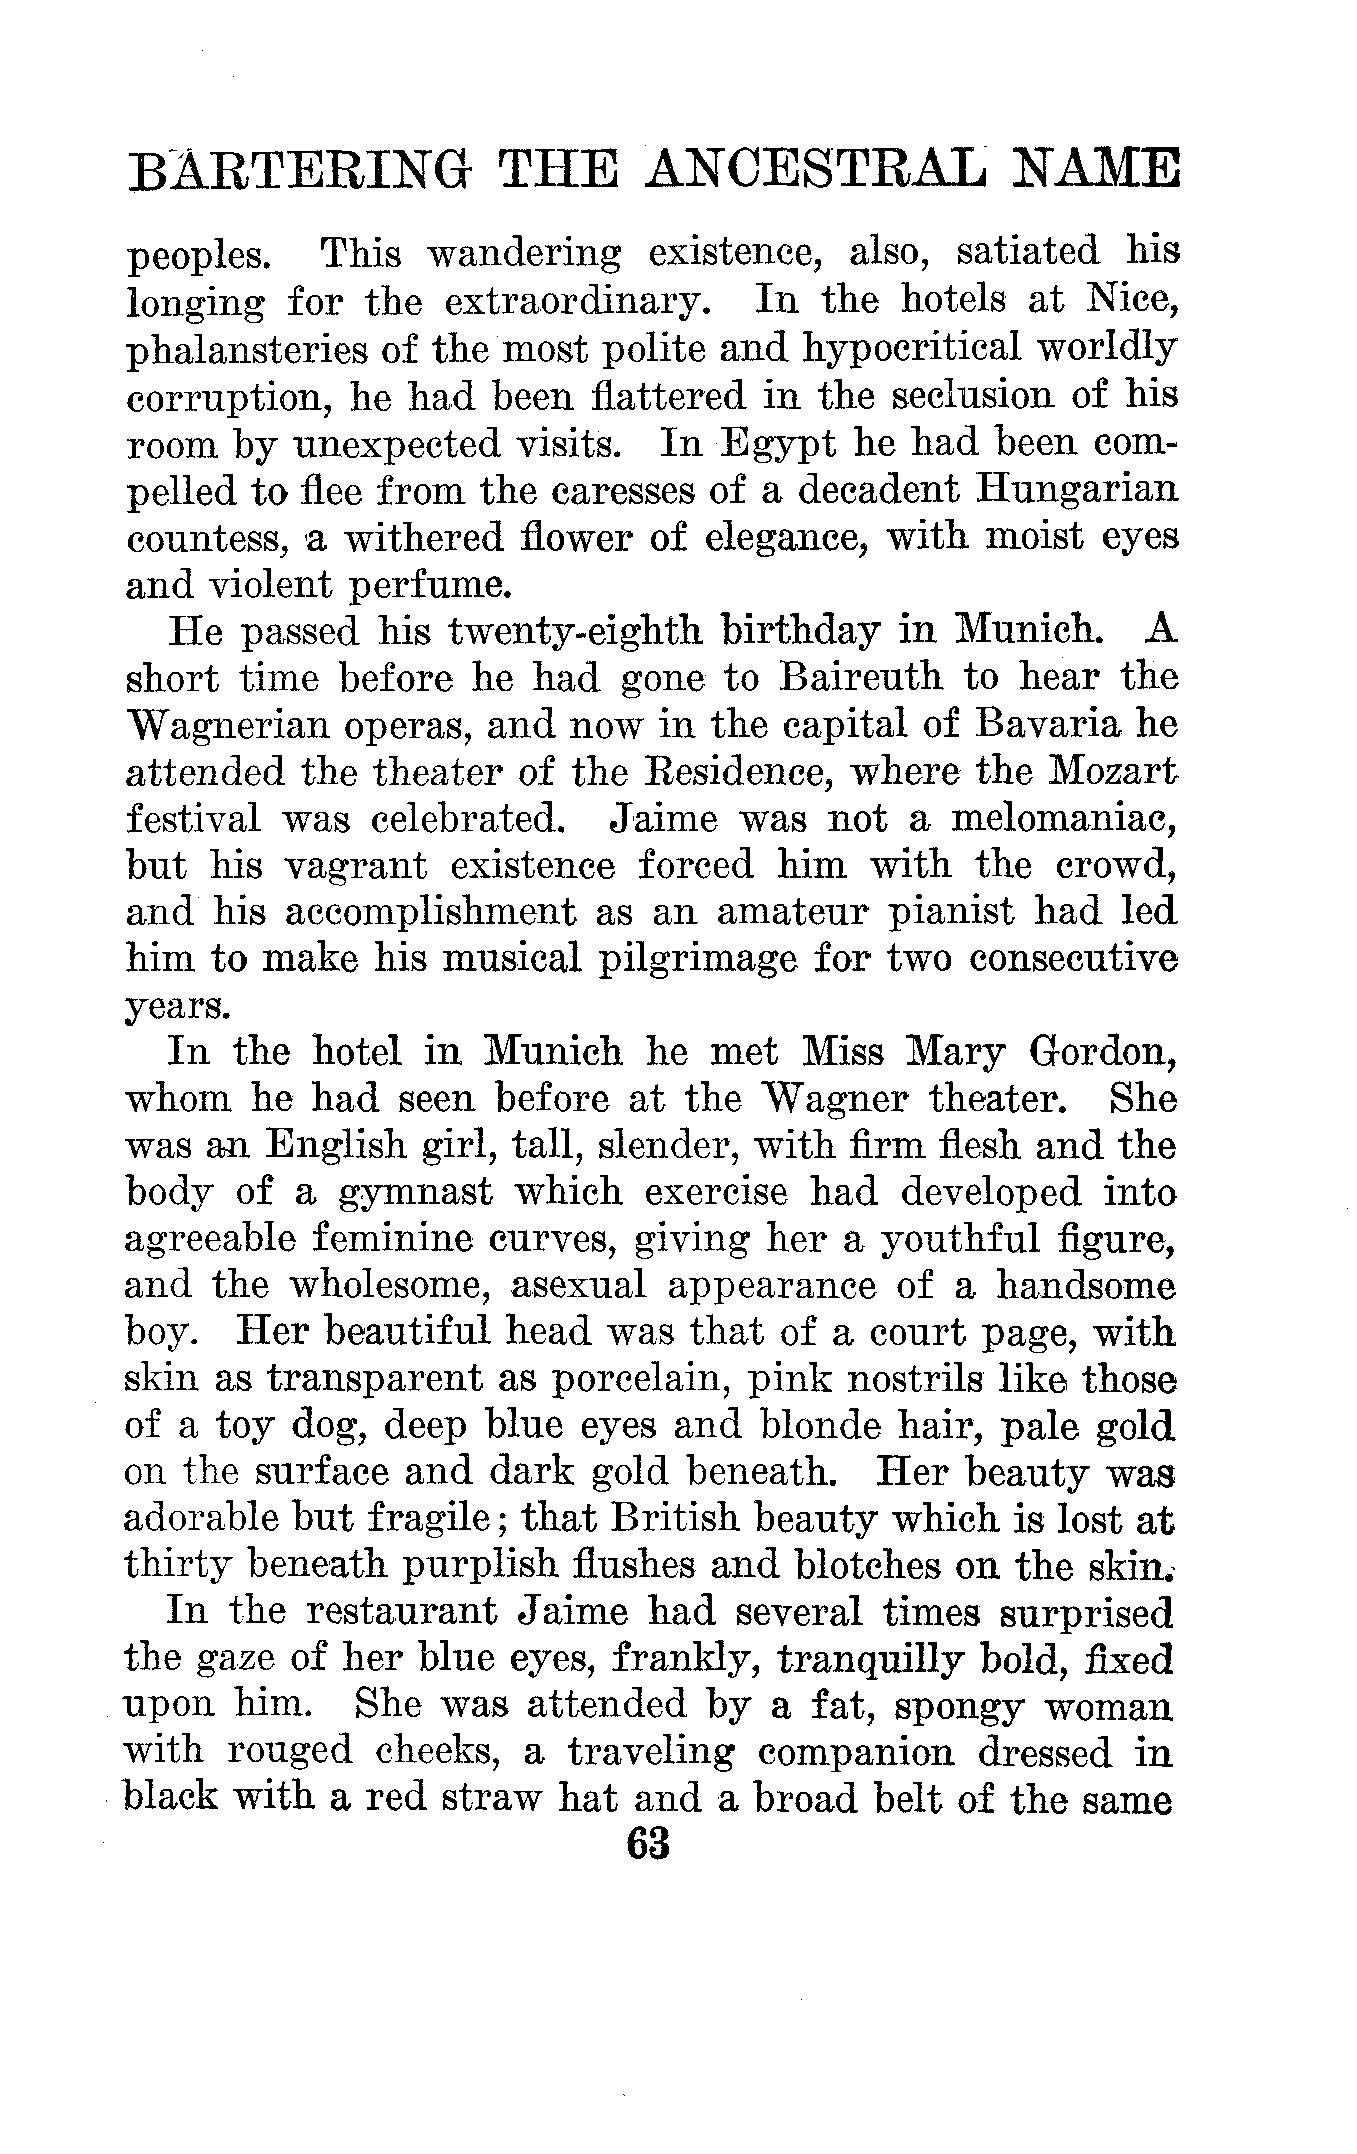 BARTERING THE ANCESTRAL NAME
peoples. This wandering existence, also, satiated his
longing for the extraordinary. In the hotels at Nice,
phalansteries of the most polite and hypocritical worldly
corruption, he had been flattered in the seclusion of his
room by unexpected visits. In Egypt he had been com-
pelled to flee from the caresses of a decadent Hungarian
countess, a withered flower of elegance, with moist eyes
and violent perfume.
He passed his twenty-eighth birthday in Munich. A
short time before he had gone to Baireuth to hear the
Wagnerian operas, and now in the capital of Bavaria he
attended the theater of the Residence, where the Mozart
festival was celebrated. Jaime was not a melomaniac,
but his vagrant existence forced him with the crowd,
and his accomplishment as an amateur pianist had led
him to make his musical pilgrimage for two consecutive
years.
In the hotel in Munich he met Miss Mary Gordon,
whom he had seen before at the Wagner theater. She
was an English girl, tall, slender, with firm flesh and the
body of a gymnast which exercise had developed into
agreeable feminine curves, giving her a youthful figure,
and the wholesome, asexual appearance of a handsome
boy. Her beautiful head was that of a court page, with
skin as transparent as porcelain, pink nostrils like those
of a toy dog, deep blue eyes and blonde hair, pale gold
on the surface and dark gold beneath. Her beauty was
adorable but fragile; that British beauty which is lost at
thirty beneath purplish flushes and blotches on the skin.
In the restaurant Jaime had several times surprised
the gaze of her blue eyes, frankly, tranquilly bold, fixed
upon him. She was attended by a fat, spongy woman
with rouged cheeks, a traveling companion dressed in
black with a red straw hat and a broad belt of the same
63